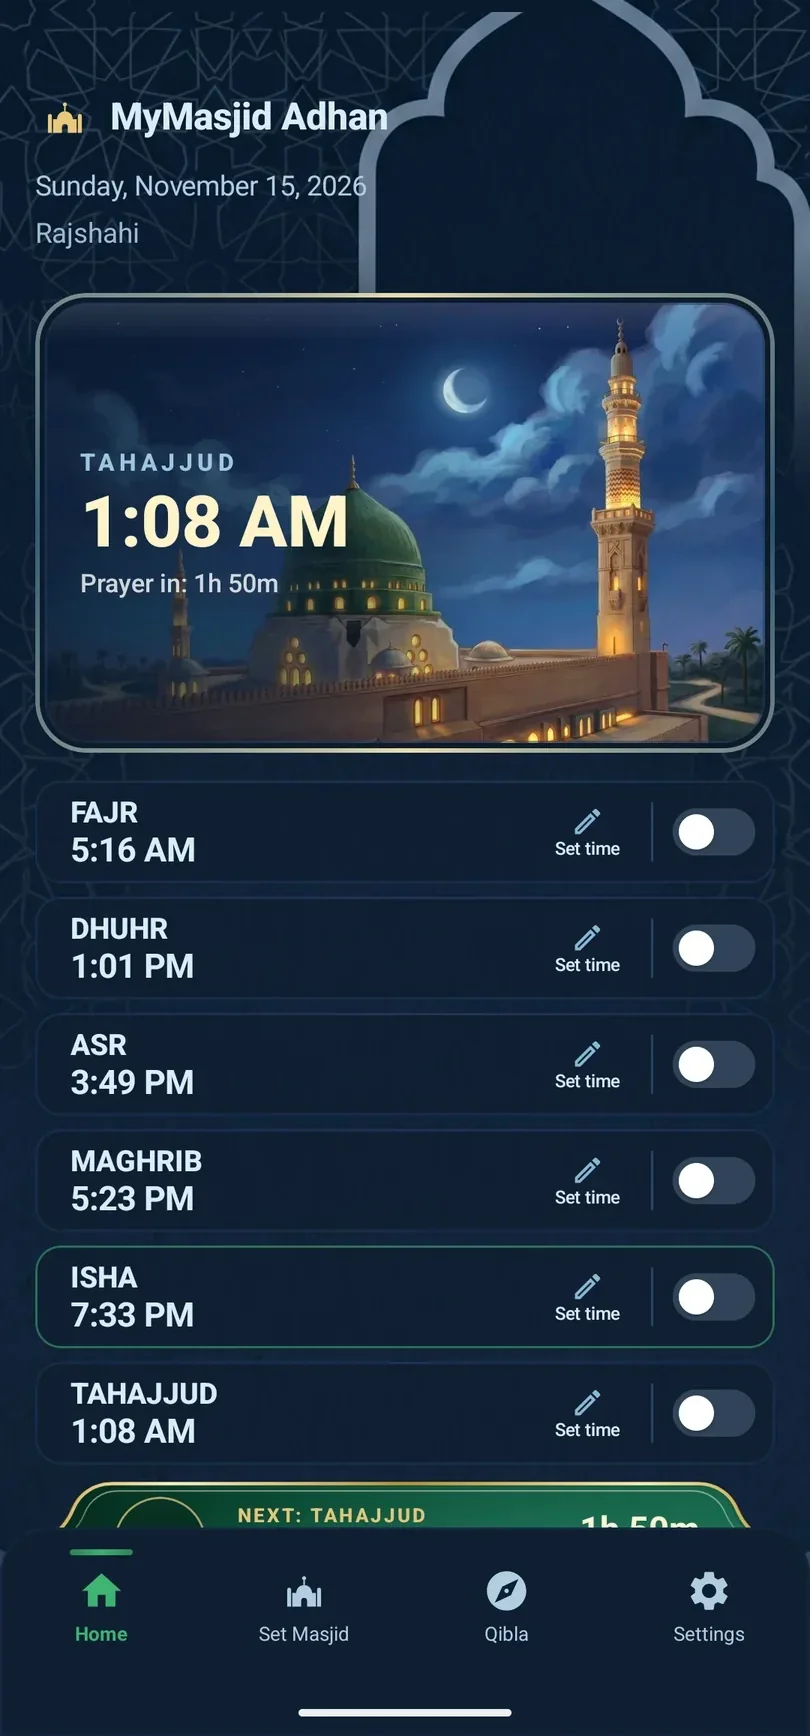 MyMasjid Adhan
Sunday, November 15, 2026
Rajshahi
TAHAJJUD
1:08 AM
Prayer in: 1h 50m
FAJR
5:16 AM
Set time
DHUHR
1:01 PM
Set time
ASR
3:49 PM
Set time
MAGHRIB
5:23 PM
Set time
ISHA
7:33 PM
Set time
TAHAJJUD
1:08 AM
Set time
NEXT: TAHAJJUD
1h 50m
Home
Set Masjid
Qibla
Settings